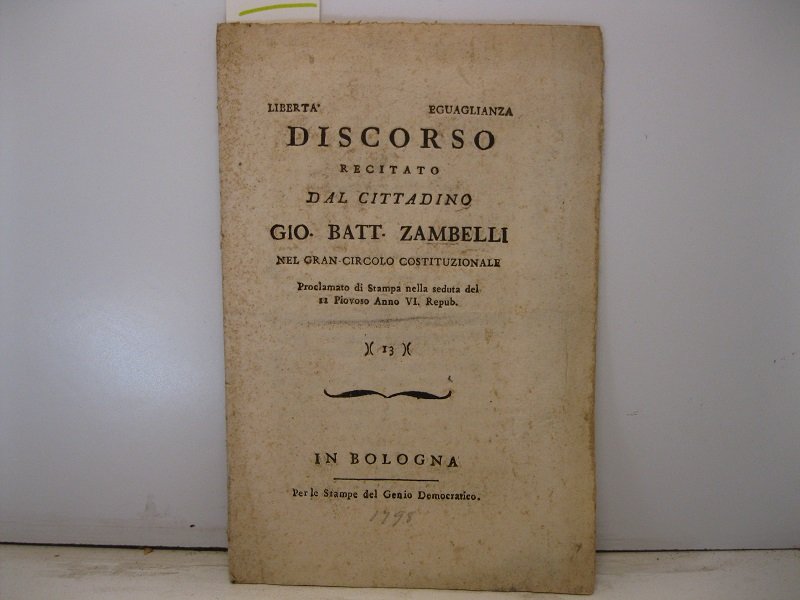 LIBERTA' EGUAGLIANZA
DISCORSO
RECITATO
DAL CITTADINO
GIO. BATT. ZAMBELLI
NEL GRAN-CIRCOLO COSTITUZIONALE
Proclamato di Stampa nella seduta del
12 Piovoso Anno VI. Repub.
)( 13 )(
IN BOLOGNA
Per le Stampe del Genio Democratico.
1798